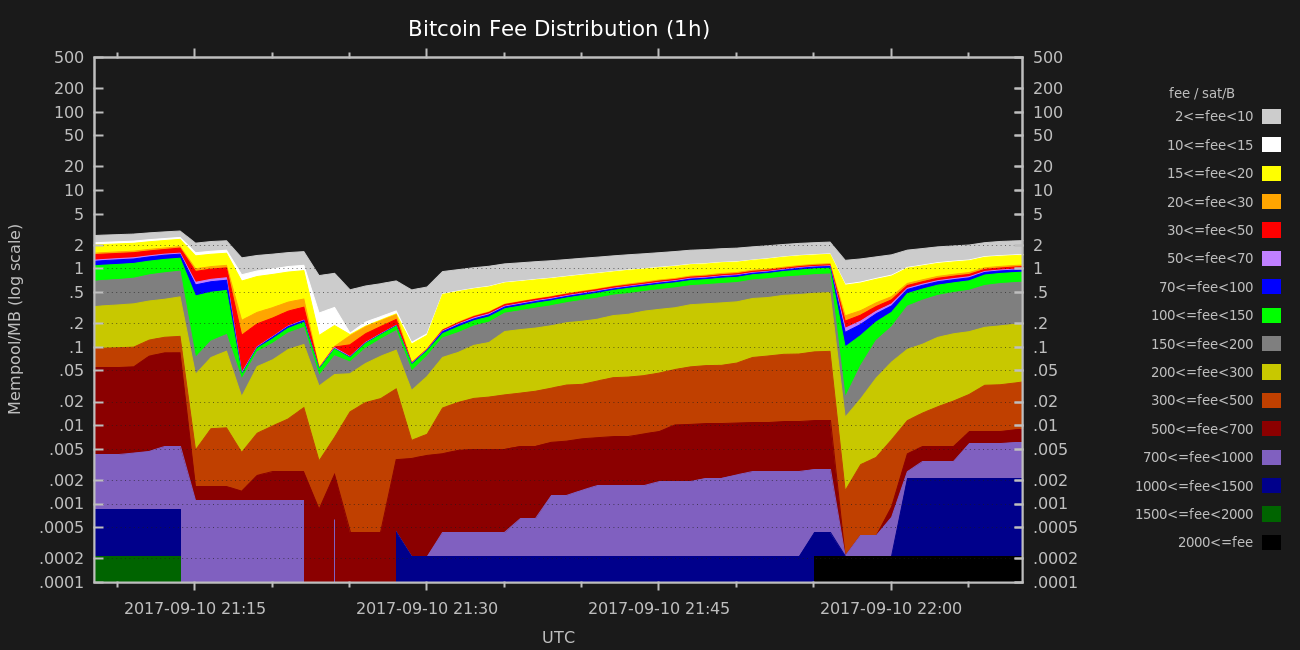 Bitcoin Fee Distribution (1h)
500
200
100
50
20
10
5
2
1
.5
.2
.1
.05
.02
.01
.005
.002
.001
.0005
.0002
.0001
Mempool/MB (log scale)
500
200
100
50
20
10
5
2
1
.5
.2
.1
.05
.02
.01
.005
.002
.001
.0005
.0002
.0001
2017-09-10 21:15
2017-09-10 21:30
2017-09-10 21:45
2017-09-10 22:00
UTC
fee / sat/B
2<=fee<10
10<=fee<15
15<=fee<20
20<=fee<30
30<=fee<50
50<=fee<70
70<=fee<100
100<=fee<150
150<=fee<200
200<=fee<300
300<=fee<500
500<=fee<700
700<=fee<1000
1000<=fee<1500
1500<=fee<2000
2000<=fee